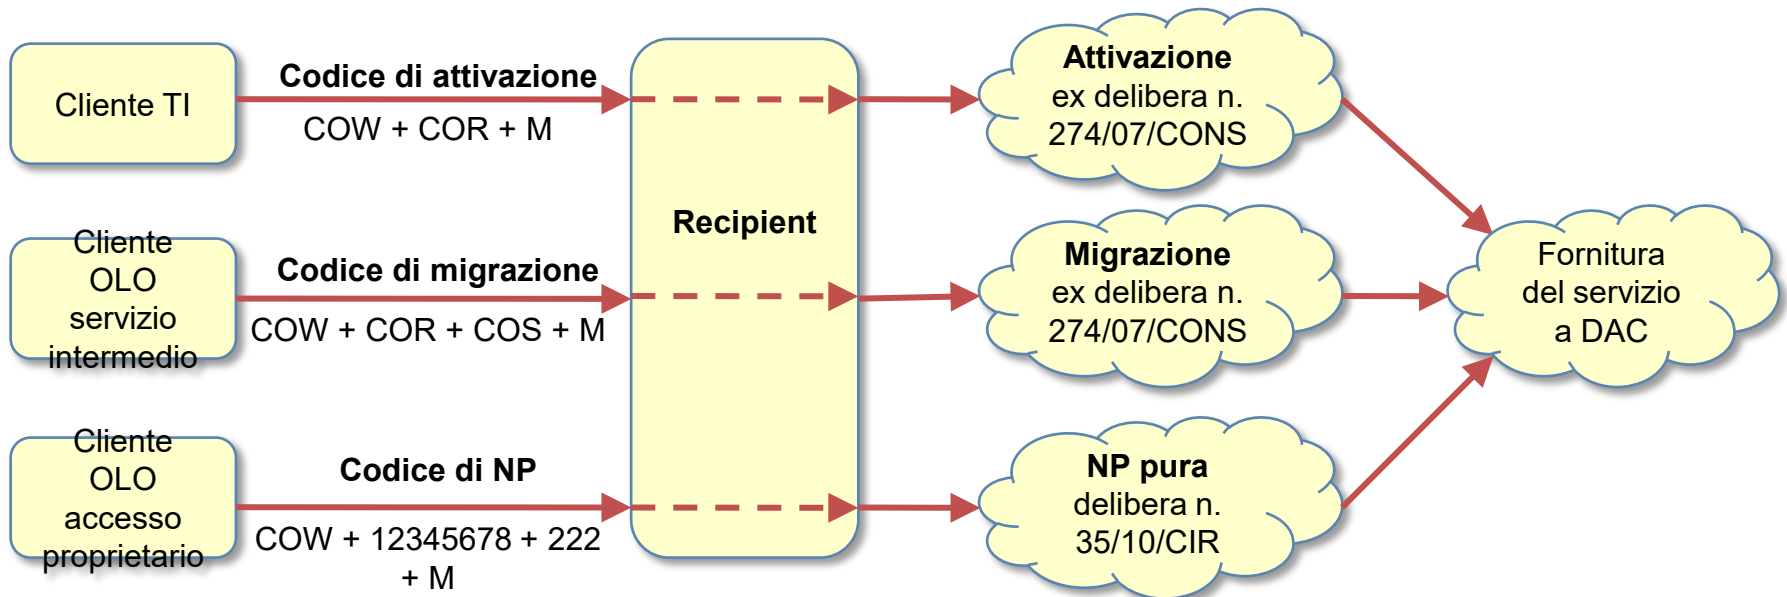 Cliente TI
Codice di attivazione
COW + COR + M
Attivazione
ex delibera n.
274/07/CONS
Recipient
Cliente
OLO
servizio
intermedio
Codice di migrazione
COW + COR + COS + M
Migrazione
ex delibera n.
274/07/CONS
Fornitura
del servizio
a DAC
Cliente
OLO
accesso
proprietario
Codice di NP
COW + 12345678 + 222
+ M
NP pura
delibera n.
35/10/CIR